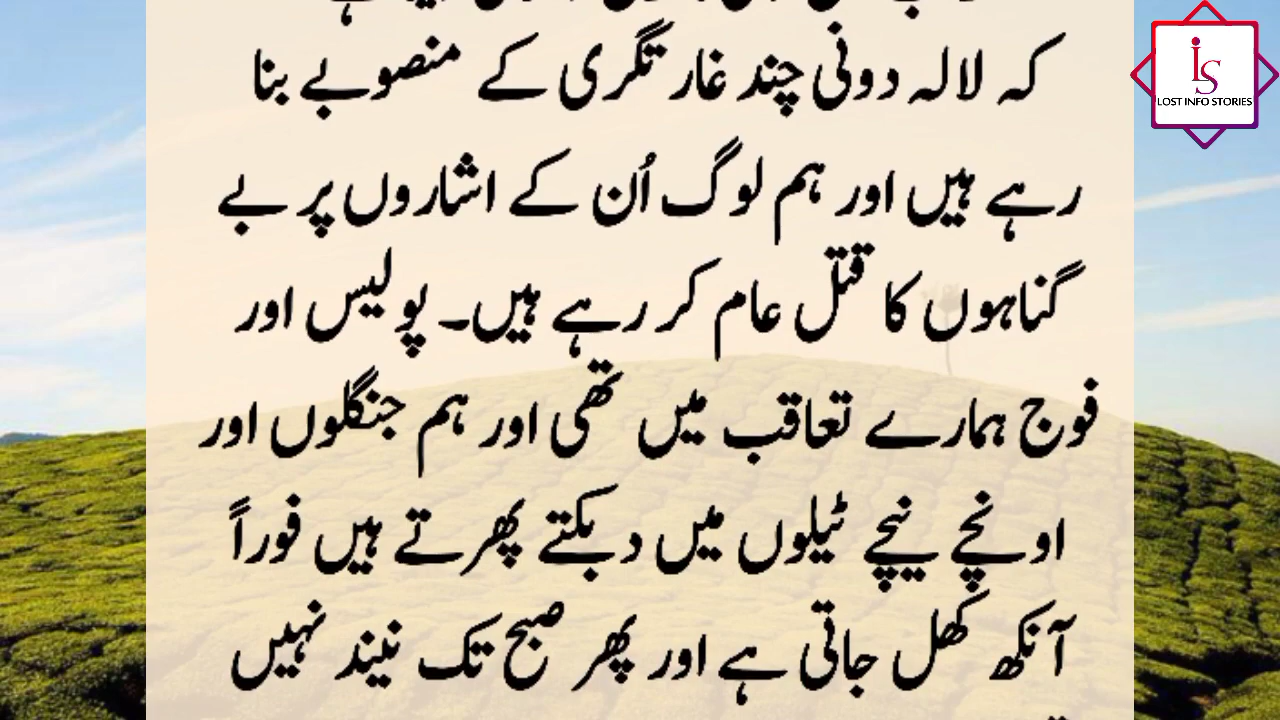 کہ لالہ دونی چند غارتگری کے منصوبے بنا
رہے ہیں اور ہم لوگ اُن کے اشاروں پر بے
گناہوں کا قتل عام کر رہے ہیں۔ پولیس اور
فوج ہمارے تعاقب میں تھی اور ہم جنگلوں اور
اونچے نیچے ٹیلوں میں دبکتے پھرتے ہیں فوراً
آنکھ کھل جاتی ہے اور پھر صبح تک نیند نہیں
LS
LOST INFO STORIES